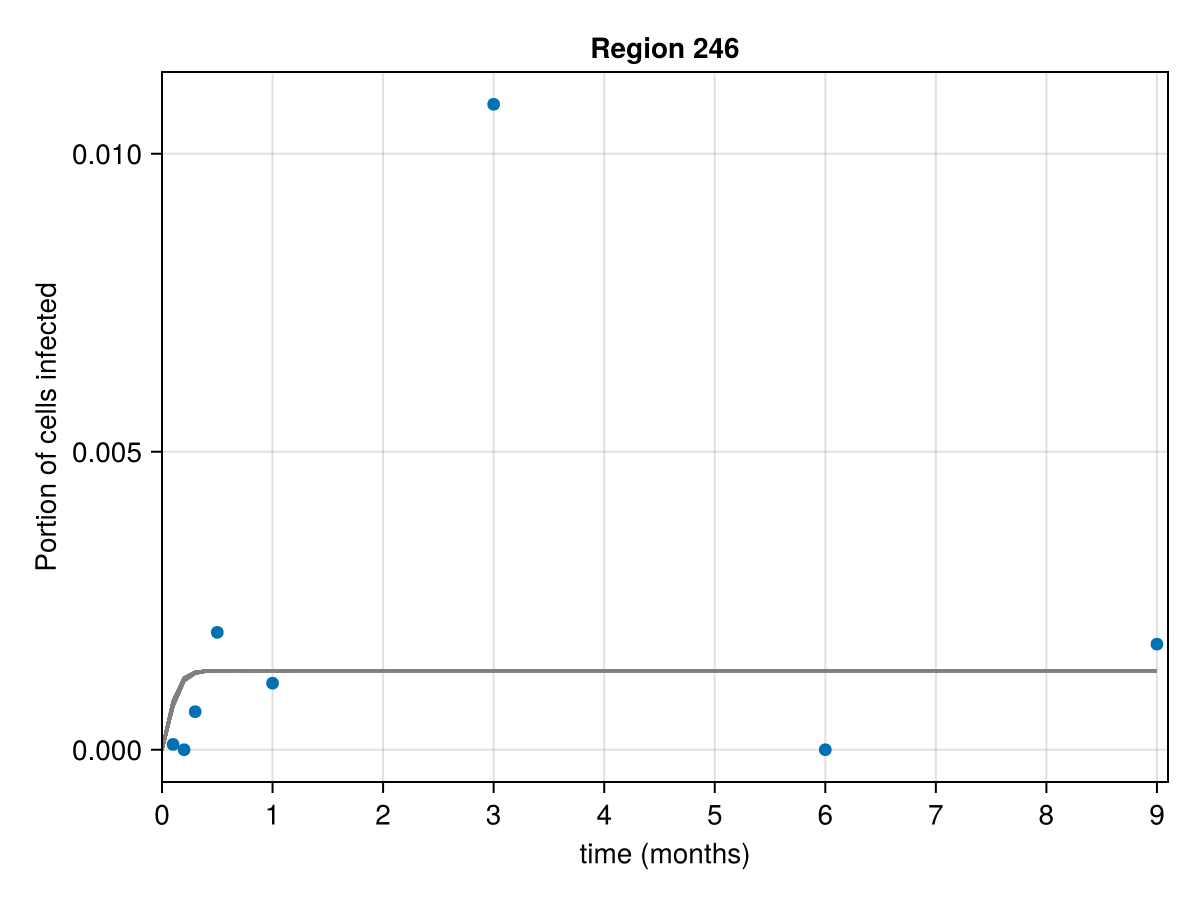 Region 246
Portion of cells infected
0.010
0.005
0.000
0 1 2 3 4 5 6 7 8 9
time (months)